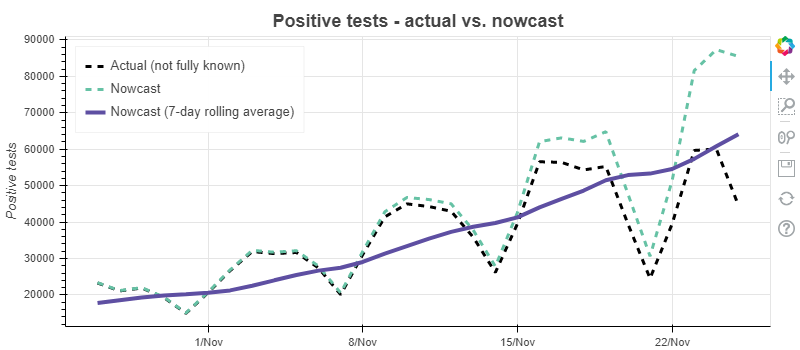 Positive tests - actual vs. nowcast
90000
80000
70000
60000
50000
40000
30000
20000
Positive tests
Actual (not fully known)
Nowcast
Nowcast (7-day rolling average)
1/Nov
8/Nov
15/Nov
22/Nov